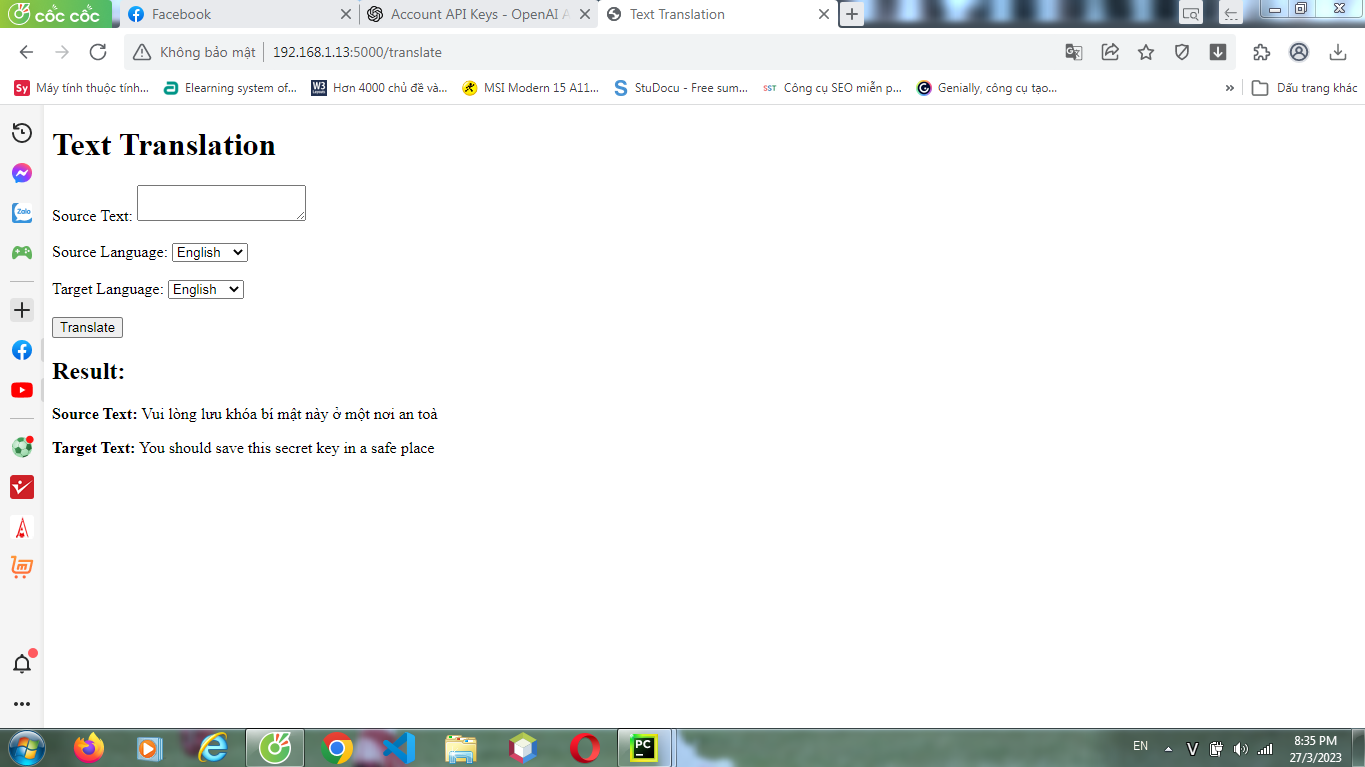 cốc cốc
Facebook
Account API Keys - OpenAI A
Text Translation
Không bảo mật
192.168.1.13:5000/translate
Máy tính thuộc tính...
Elearning system of...
Hơn 4000 chủ đề và...
MSI Modern 15 A11...
StuDocu - Free sum...
Công cụ SEO miễn p...
Genially, công cụ tạo...
»
Dấu trang khác
Text Translation
Source Text:
Source Language: English
Target Language: English
Translate
Result:
Source Text: Vui lòng lưu khóa bí mật này ở một nơi an toà
Target Text: You should save this secret key in a safe place
Zalo
EN
V
8:35 PM
27/3/2023